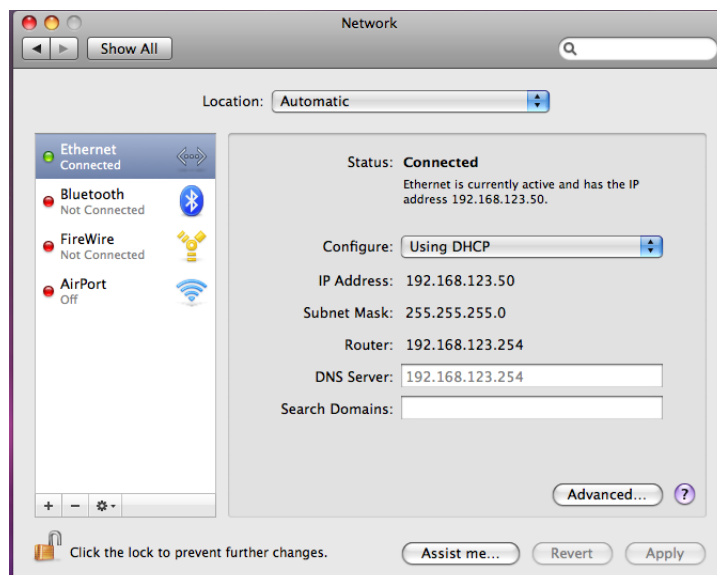 Network
Show All
Location: Automatic
Ethernet
Connected
Bluetooth
Not Connected
FireWire
Not Connected
AirPort
Off
Status: Connected
Ethernet is currently active and has the IP
address 192.168.123.50.
Configure: Using DHCP
IP Address: 192.168.123.50
Subnet Mask: 255.255.255.0
Router: 192.168.123.254
DNS Server: 192.168.123.254
Search Domains:
Advanced... ?
+ −
Click the lock to prevent further changes.
Assist me... Revert Apply